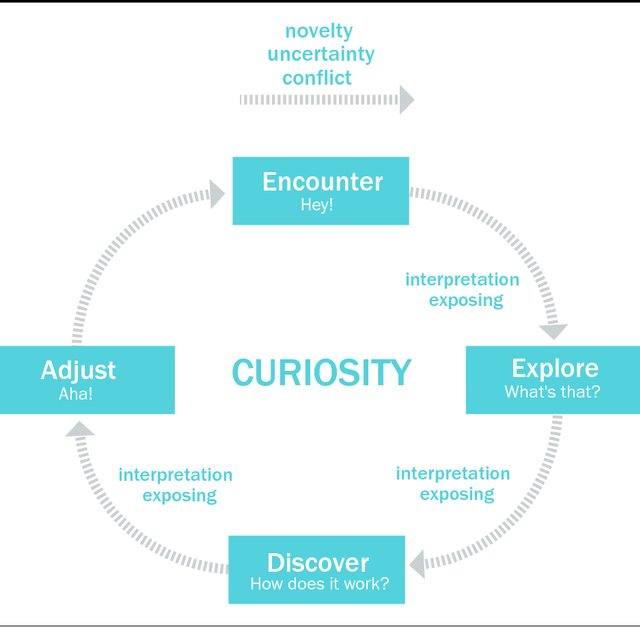 novelty
uncertainty
conflict
Encounter
Hey!
interpretation
exposing
Adjust
Aha!
CURIOSITY
Explore
What's that?
interpretation
exposing
interpretation
exposing
Discover
How does it work?